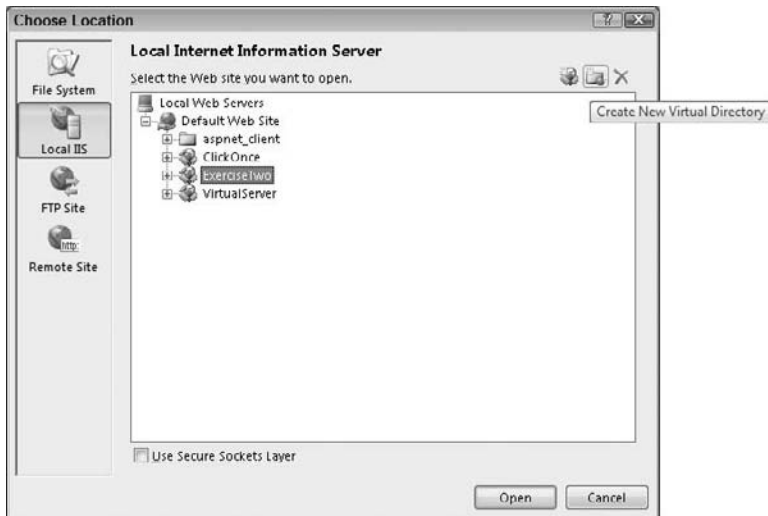 Choose Location
Local Internet Information Server
Select the Web site you want to open.
Create New Virtual Directory
File System
Local IIS
FTP Site
http:
Remote Site
Local Web Servers
Default Web Site
aspnet_client
ClickOnce
ExerciseTwo
VirtualServer
Use Secure Sockets Layer
Open
Cancel